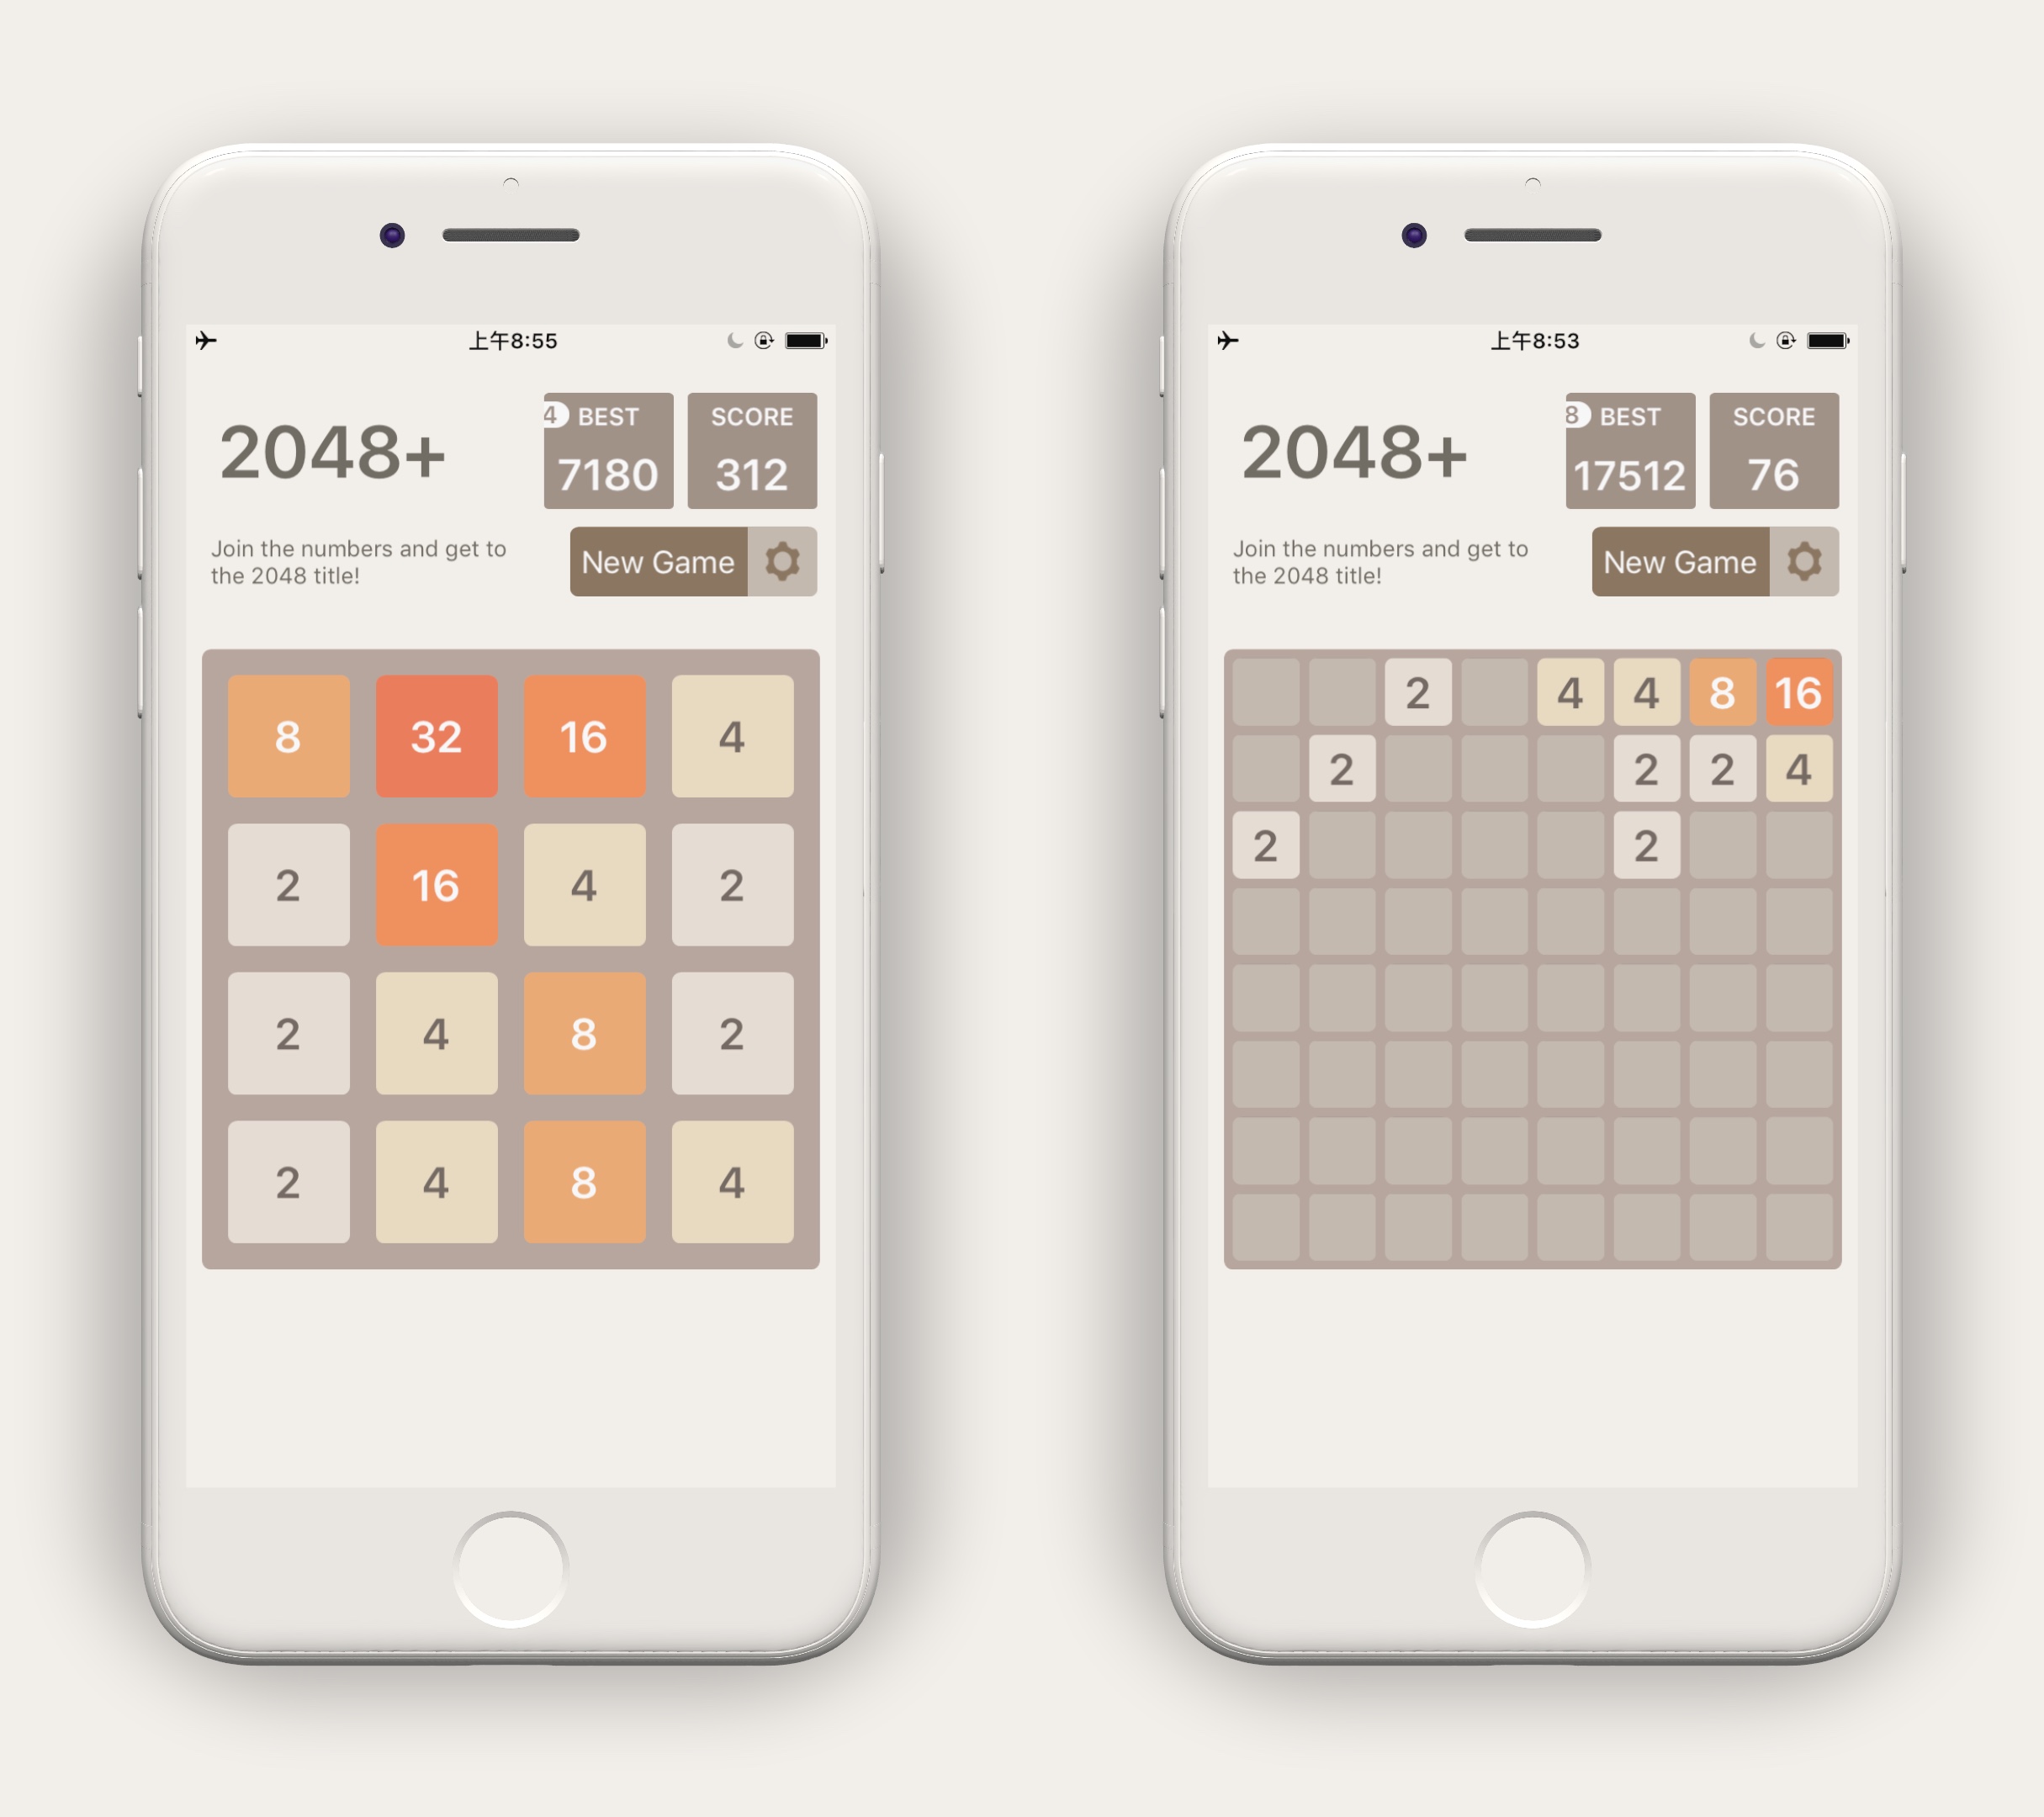 上午8:55
2048+
4 BEST
7180
SCORE
312
Join the numbers and get to
the 2048 title!
New Game
8 32 16 4
2 16 4 2
2 4 8 2
2 4 8 4
上午8:53
2048+
8 BEST
17512
SCORE
76
Join the numbers and get to
the 2048 title!
New Game
2 4 4 8 16
2 2 2 4
2 2